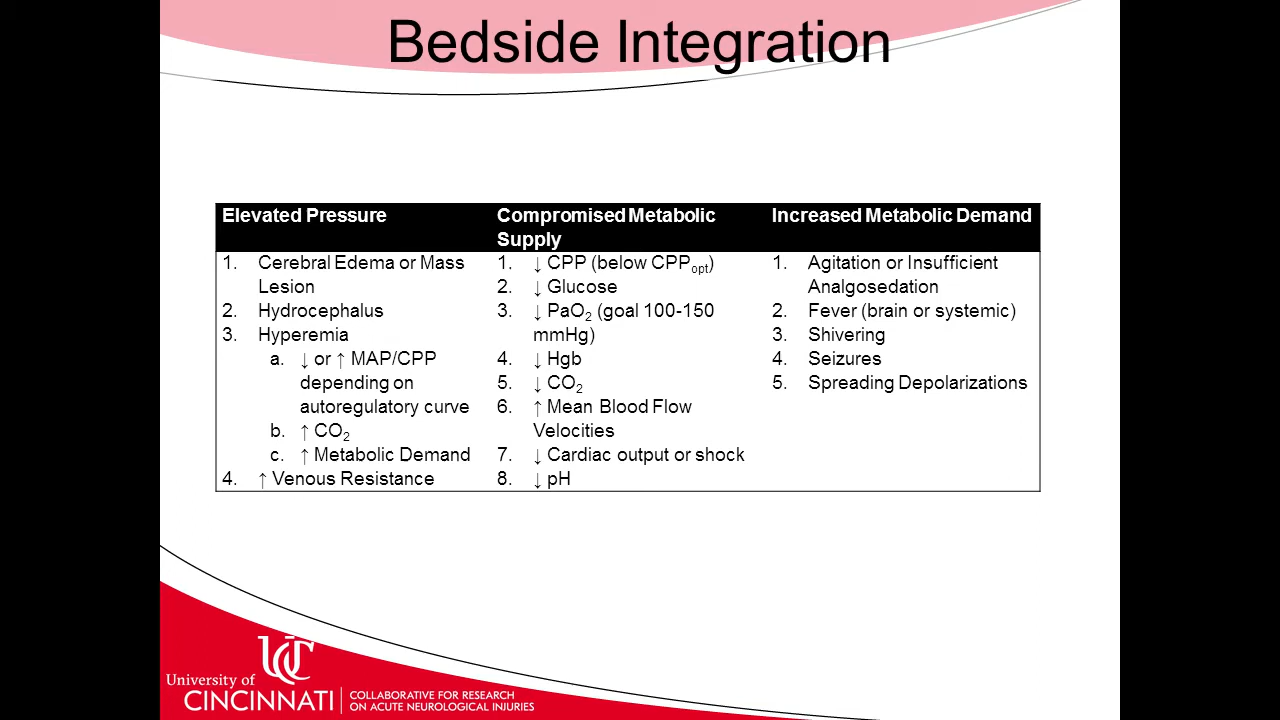 Bedside Integration
Elevated Pressure
1. Cerebral Edema or Mass
Lesion
2. Hydrocephalus
3. Hyperemia
a. ↓ or ↑ MAP/CPP
depending on
autoregulatory curve
b. ↑ CO2
c. ↑ Metabolic Demand
4. ↑ Venous Resistance
Compromised Metabolic
Supply
1. ↓ CPP (below CPPopt)
2. ↓ Glucose
3. ↓ PaO2 (goal 100-150
mmHg)
4. ↓ Hgb
5. ↓ CO2
6. ↑ Mean Blood Flow
Velocities
7. ↓ Cardiac output or shock
8. ↓ pH
Increased Metabolic Demand
1. Agitation or Insufficient
Analgosedation
2. Fever (brain or systemic)
3. Shivering
4. Seizures
5. Spreading Depolarizations
UC
University of
CINCINNATI
COLLABORATIVE FOR RESEARCH
ON ACUTE NEUROLOGICAL INJURIES